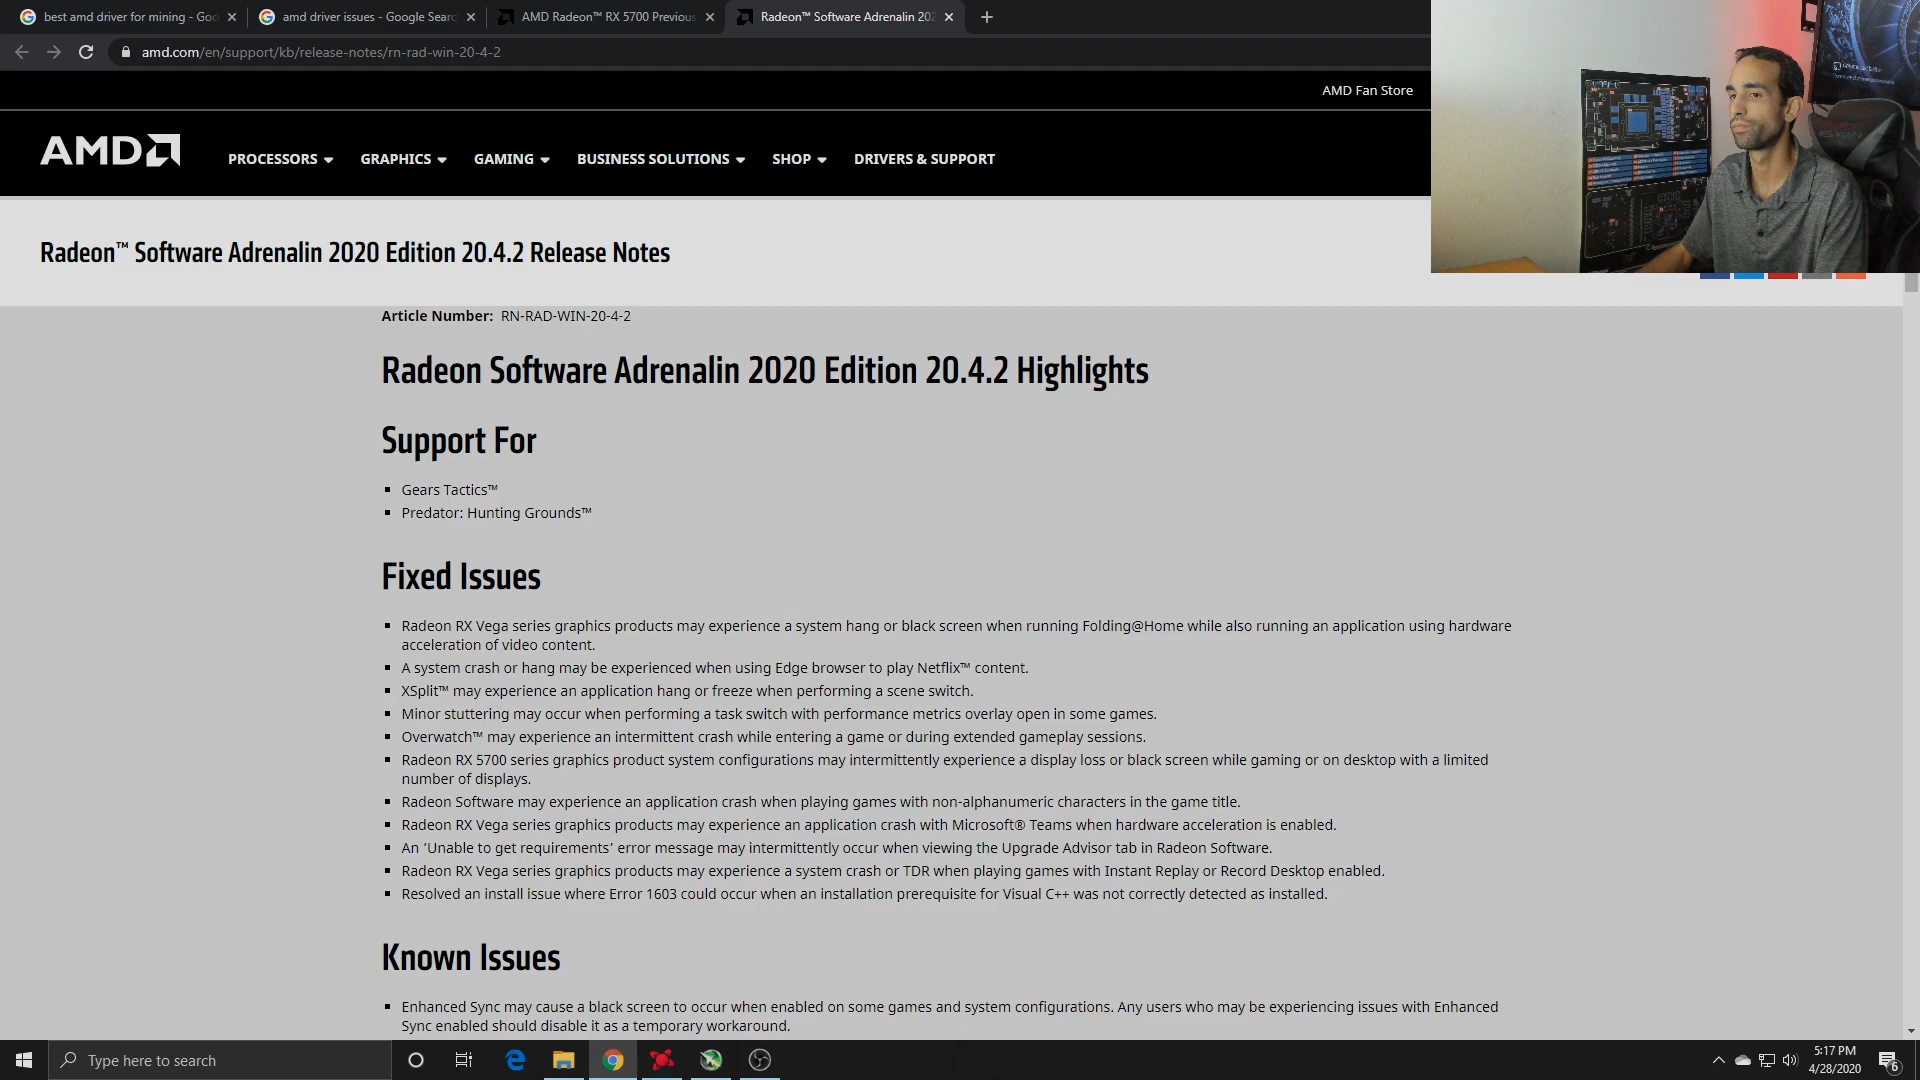 best amd driver for mining - Goo
amd driver issues - Google Searc
AMD Radeon™ RX 5700 Previous
Radeon™ Software Adrenalin 202
amd.com/en/support/kb/release-notes/rn-rad-win-20-4-2
AMD Fan Store
AMD
PROCESSORS
GRAPHICS
GAMING
BUSINESS SOLUTIONS
SHOP
DRIVERS & SUPPORT
Radeon™ Software Adrenalin 2020 Edition 20.4.2 Release Notes
Article Number: RN-RAD-WIN-20-4-2
Radeon Software Adrenalin 2020 Edition 20.4.2 Highlights
Support For
Gears Tactics™
Predator: Hunting Grounds™
Fixed Issues
Radeon RX Vega series graphics products may experience a system hang or black screen when running Folding@Home while also running an application using hardware
acceleration of video content.
A system crash or hang may be experienced when using Edge browser to play Netflix™ content.
XSplit™ may experience an application hang or freeze when performing a scene switch.
Minor stuttering may occur when performing a task switch with performance metrics overlay open in some games.
Overwatch™ may experience an intermittent crash while entering a game or during extended gameplay sessions.
Radeon RX 5700 series graphics product system configurations may intermittently experience a display loss or black screen while gaming or on desktop with a limited
number of displays.
Radeon Software may experience an application crash when playing games with non-alphanumeric characters in the game title.
Radeon RX Vega series graphics products may experience an application crash with Microsoft® Teams when hardware acceleration is enabled.
An ‘Unable to get requirements’ error message may intermittently occur when viewing the Upgrade Advisor tab in Radeon Software.
Radeon RX Vega series graphics products may experience a system crash or TDR when playing games with Instant Replay or Record Desktop enabled.
Resolved an install issue where Error 1603 could occur when an installation prerequisite for Visual C++ was not correctly detected as installed.
Known Issues
Enhanced Sync may cause a black screen to occur when enabled on some games and system configurations. Any users who may be experiencing issues with Enhanced
Sync enabled should disable it as a temporary workaround.
Type here to search
5:17 PM
4/28/2020
6